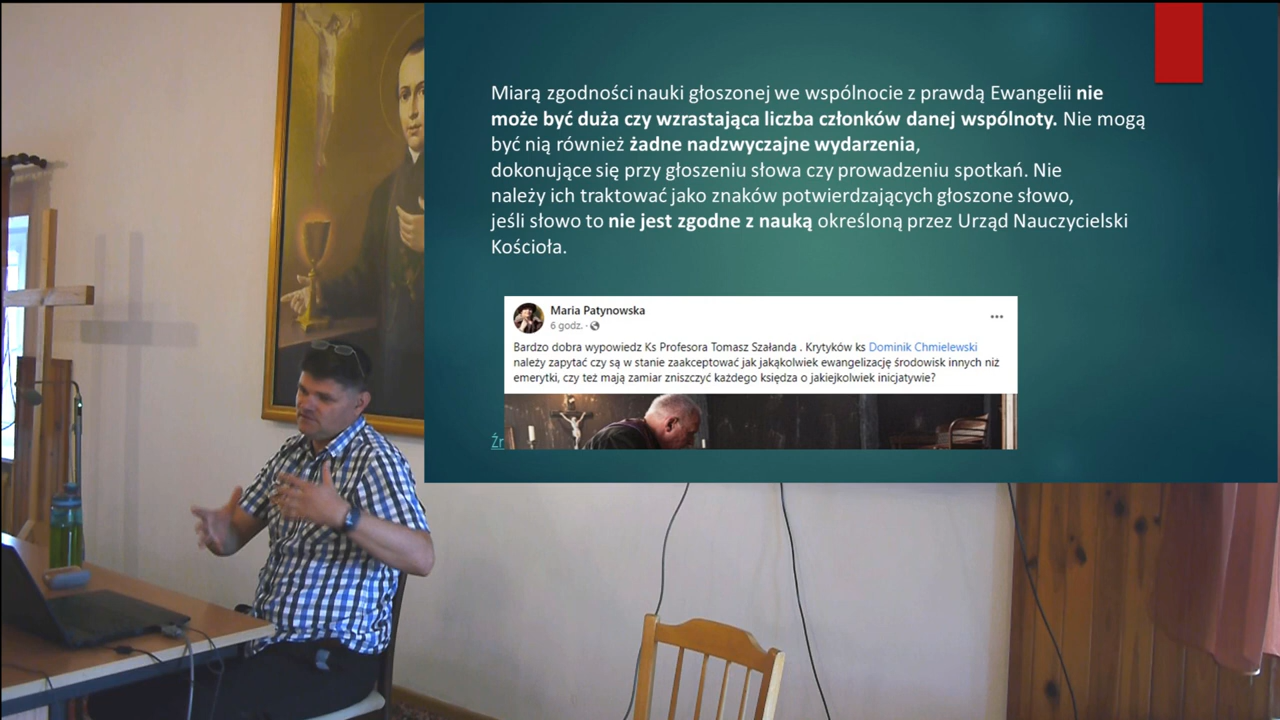 Miarą zgodności nauki głoszonej we wspólnocie z prawdą Ewangelii nie
może być duża czy wzrastająca liczba członków danej wspólnoty. Nie mogą
być nią również żadne nadzwyczajne wydarzenia,
dokonujące się przy głoszeniu słowa czy prowadzeniu spotkań. Nie
należy ich traktować jako znaków potwierdzających głoszone słowo,
jeśli słowo to nie jest zgodne z nauką określoną przez Urząd Nauczycielski
Kościoła.
Maria Patynowska
6 godz. ·
Bardzo dobra wypowiedz Ks Profesora Tomasz Szałanda . Krytyków ks Dominik Chmielewski
należy zapytać czy są w stanie zaakceptować jak jakąkolwiek ewangelizację środowisk innych niż
emerytki, czy też mają zamiar zniszczyć każdego księdza o jakiejkolwiek inicjatywie?
Źr